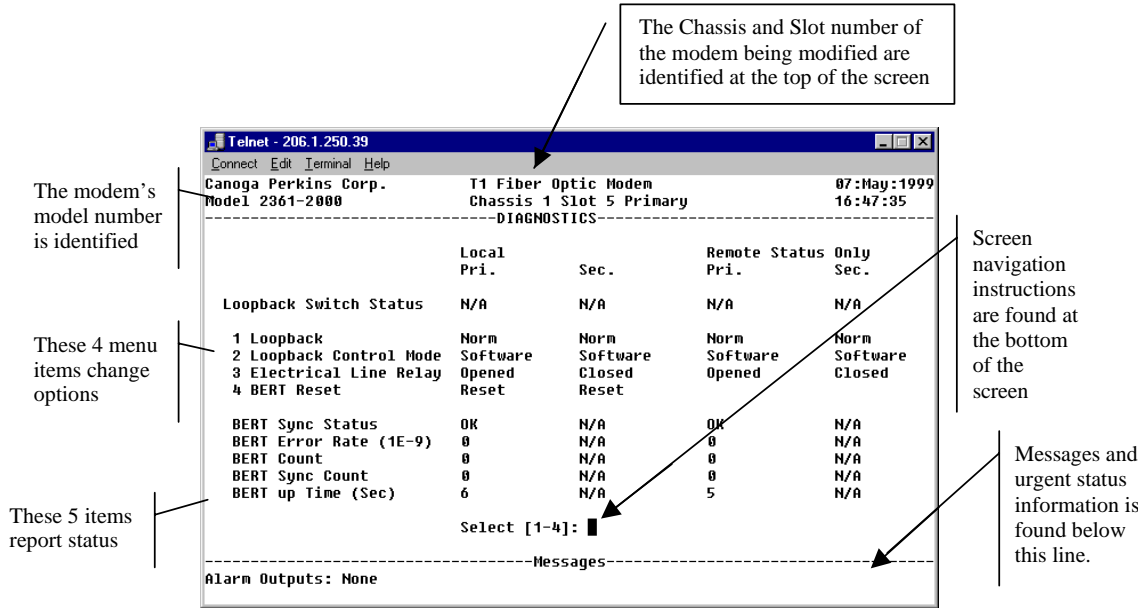 The Chassis and Slot number of
the modem being modified are
identified at the top of the screen
Telnet - 206.1.250.39
Connect Edit Terminal Help
Canoga Perkins Corp. T1 Fiber Optic Modem 07:May:1999
Model 2361-2000 Chassis 1 Slot 5 Primary 16:47:35
DIAGNOSTICS
Local Remote Status Only
Pri. Sec. Pri. Sec.
Loopback Switch Status N/A N/A N/A N/A
1 Loopback Norm Norm Norm Norm
2 Loopback Control Mode Software Software Software Software
3 Electrical Line Relay Opened Closed Opened Closed
4 BERT Reset Reset Reset
BERT Sync Status OK N/A OK N/A
BERT Error Rate (1E-9) 0 N/A 0 N/A
BERT Count 0 N/A 0 N/A
BERT Sync Count 0 N/A 0 N/A
BERT up Time (Sec) 6 N/A 5 N/A
Select [1-4]:
Messages
Alarm Outputs: None
The modem's
model number
is identified
These 4 menu
items change
options
These 5 items
report status
Screen
navigation
instructions
are found at
the bottom
of the
screen
Messages and
urgent status
information is
found below
this line.